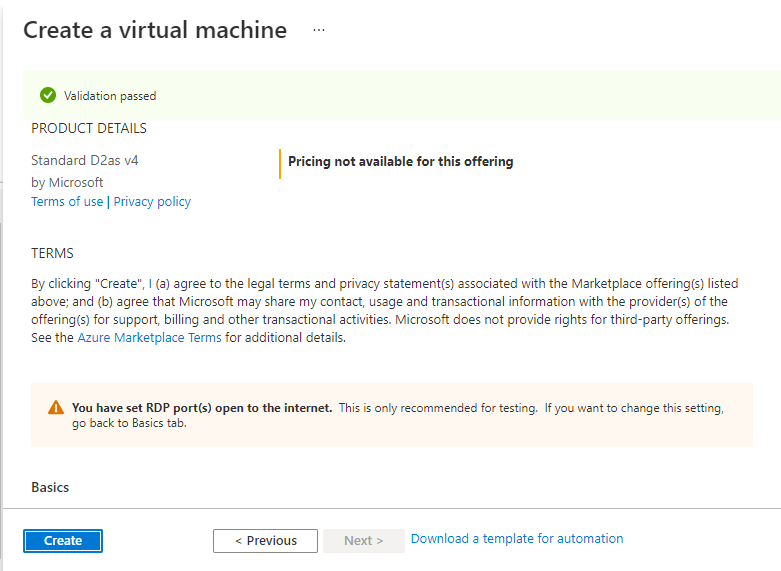 Create a virtual machine ...
Validation passed
PRODUCT DETAILS
Standard D2as v4
Pricing not available for this offering
by Microsoft
Terms of use | Privacy policy
TERMS
By clicking "Create", I (a) agree to the legal terms and privacy statement(s) associated with the Marketplace offering(s) listed
above; and (b) agree that Microsoft may share my contact, usage and transactional information with the provider(s) of the
offering(s) for support, billing and other transactional activities. Microsoft does not provide rights for third-party offerings.
See the Azure Marketplace Terms for additional details.
You have set RDP port(s) open to the internet. This is only recommended for testing. If you want to change this setting,
go back to Basics tab.
Basics
Create
< Previous
Next >
Download a template for automation